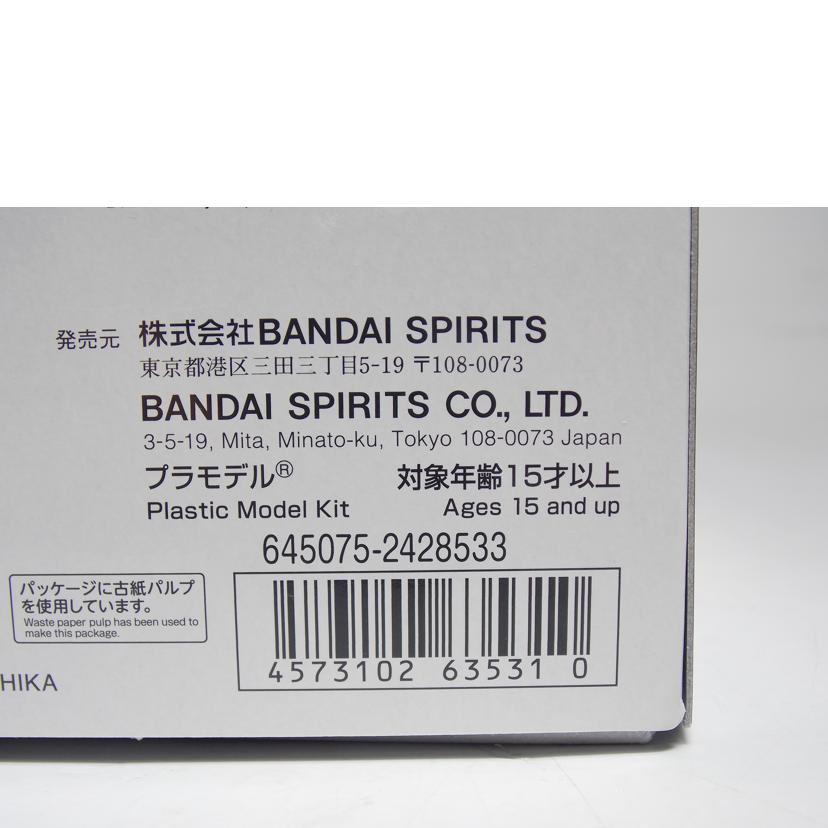 発売元 株式会社BANDAI SPIRITS
東京都港区三田三丁目5-19 〒108-0073
BANDAI SPIRITS CO., LTD.
3-5-19, Mita, Minato-ku, Tokyo 108-0073 Japan
プラモデル® 対象年齢15才以上
Plastic Model Kit Ages 15 and up
645075-2428533
パッケージに古紙パルプ
を使用しています。
Waste paper pulp has been used to
make this package.
4573102 63531 0
HIKA